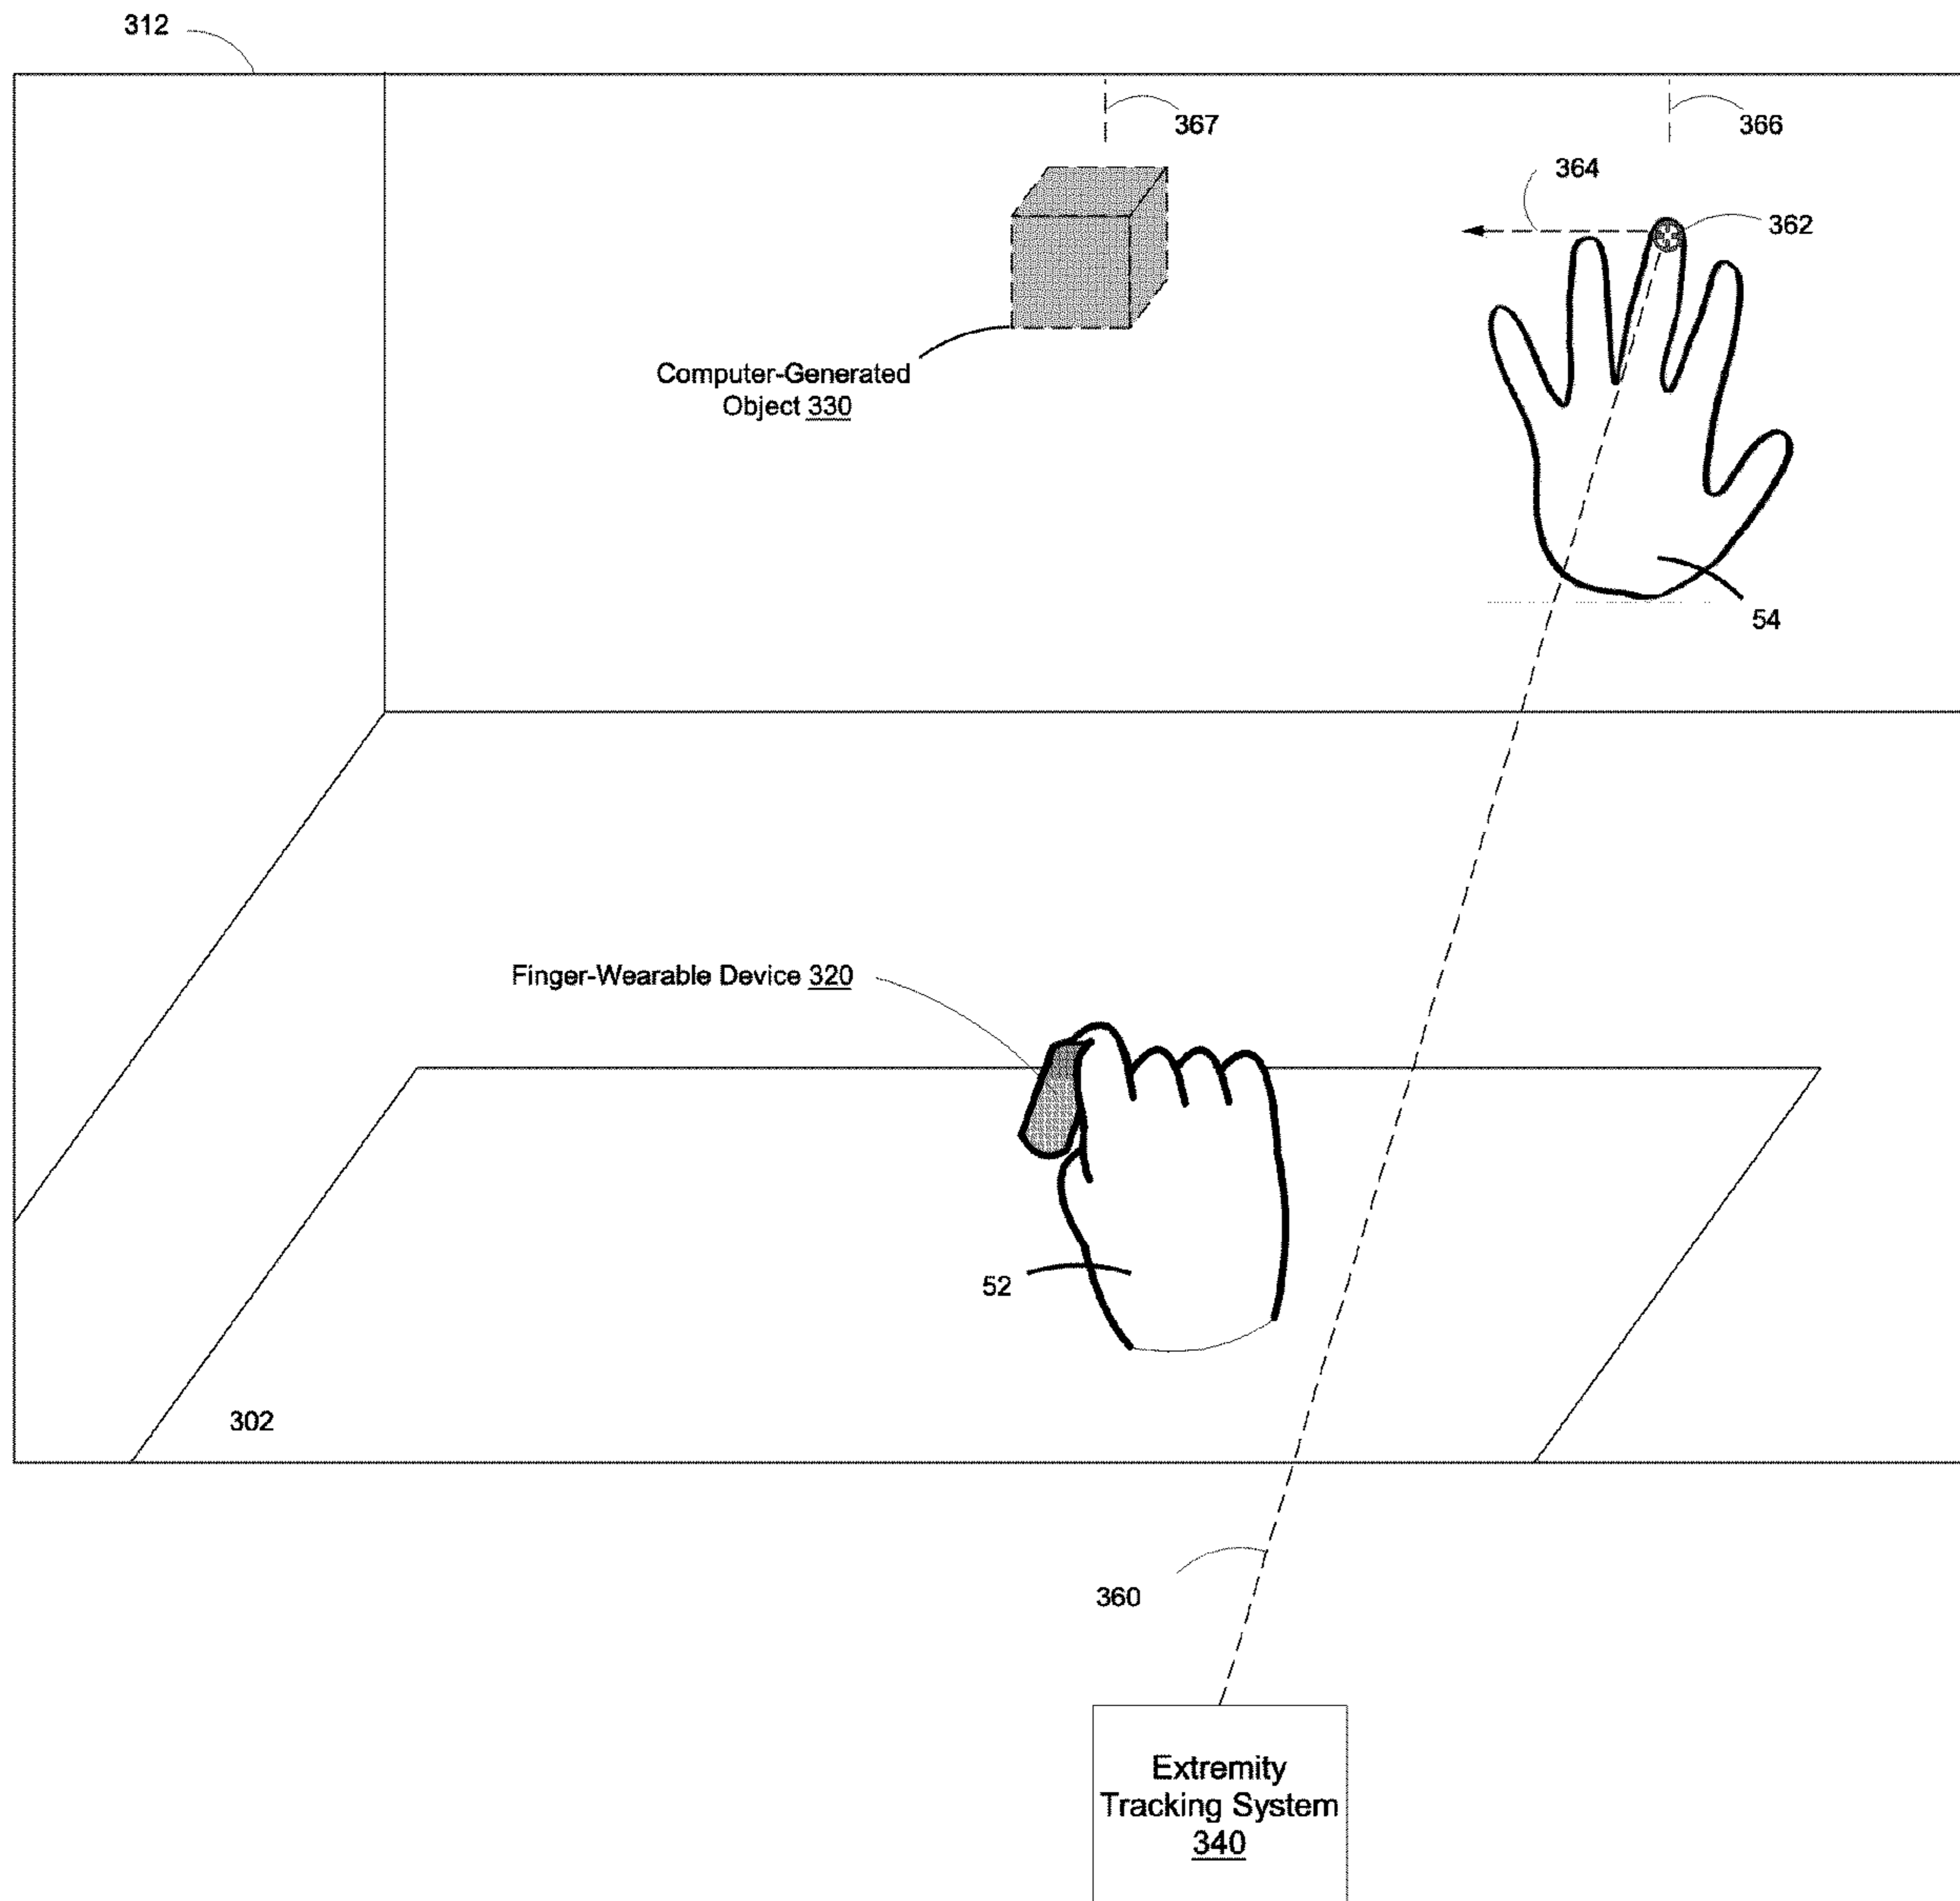 312
367
366
364
362
Computer-Generated
Object 330
54
Finger-Wearable Device 320
52
302
360
Extremity
Tracking System
340